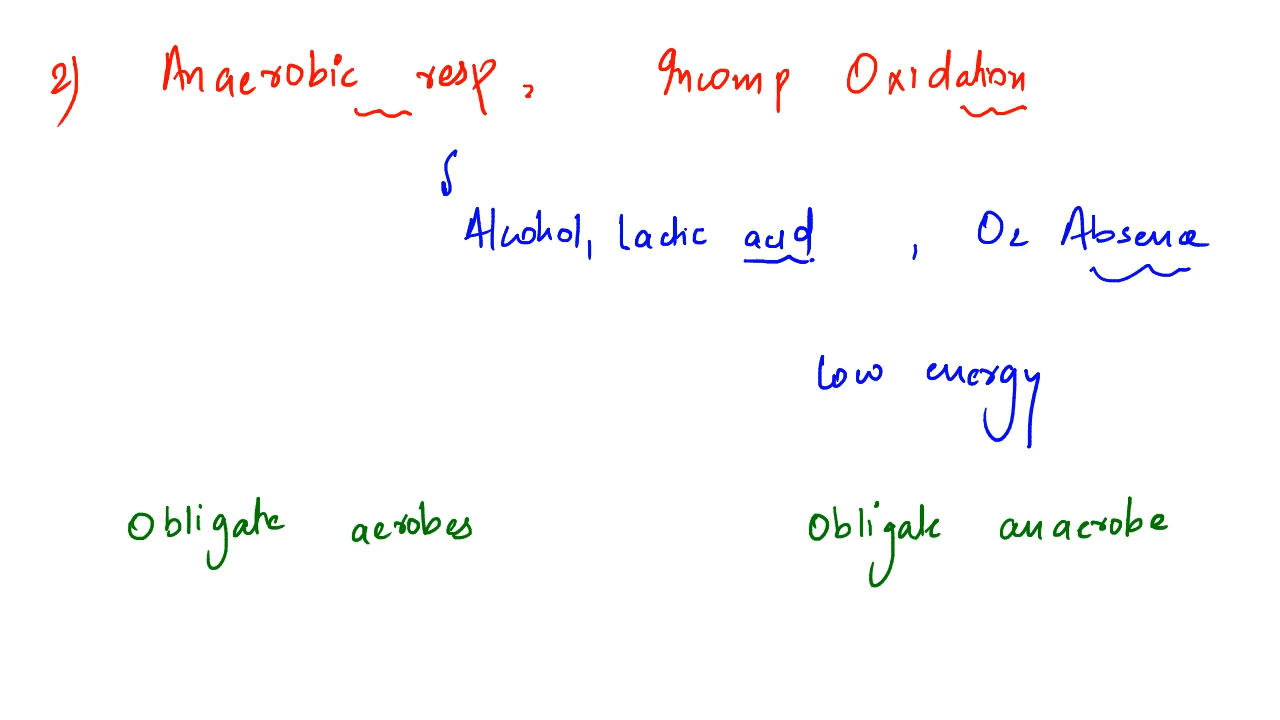 2) Anaerobic resp, Incomp Oxidation
Alcohol, lactic acid , O2 Absence
low energy
Obligate aerobes Obligate anaerobe